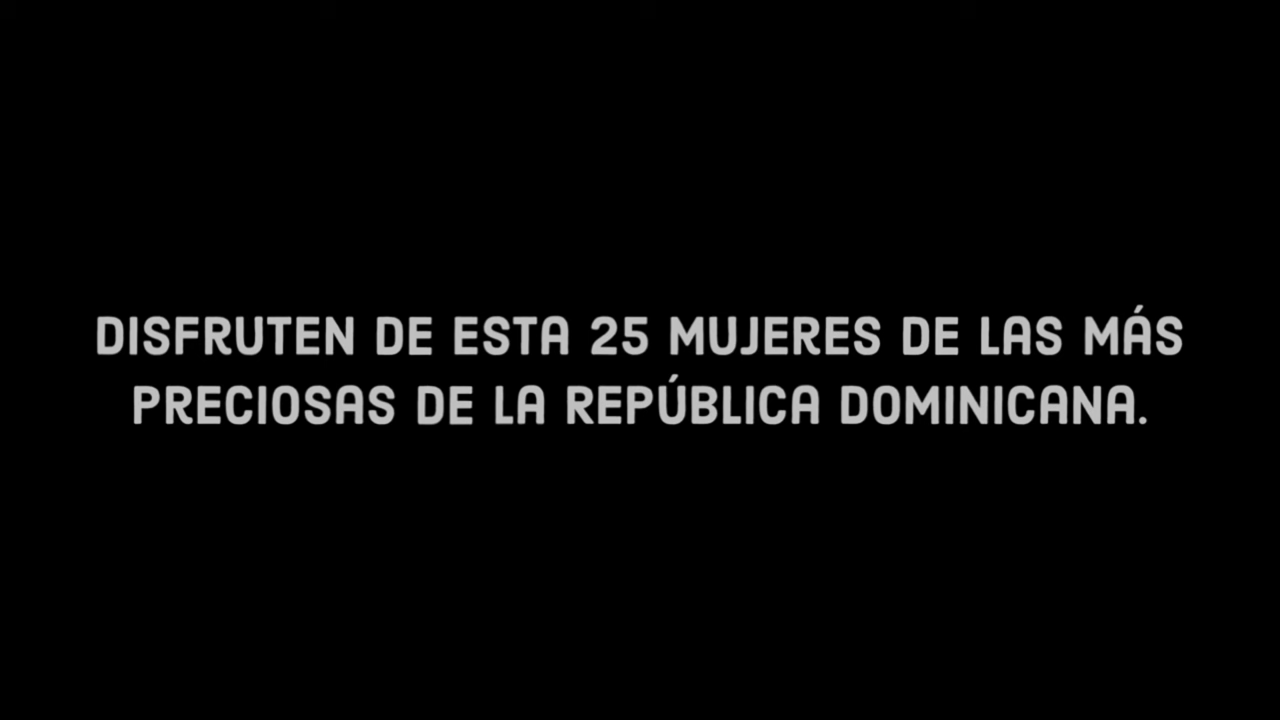 DISFRUTEN DE ESTA 25 MUJERES DE LAS MÁS
PRECIOSAS DE LA REPÚBLICA DOMINICANA.